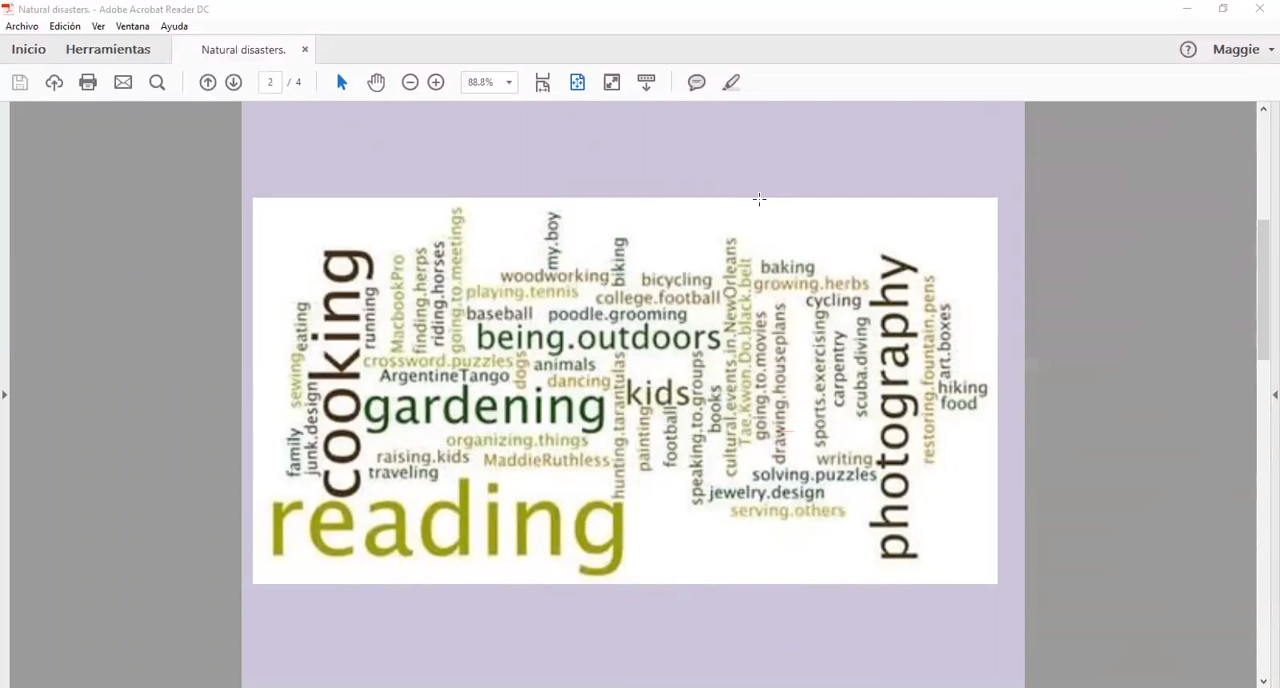 Natural disasters. - Adobe Acrobat Reader DC
Archivo Edición Ver Ventana Ayuda
Inicio Herramientas Natural disasters. × Maggie
2 / 4 88.8%
cooking
reading
gardening
photography
being.outdoors
kids
eating
sewing
family
junk.design
running
MacbookPro
finding.herps
riding.horses
going.to.meetings
my.boy
biking
woodworking
bicycling
playing.tennis
college.football
baseball
poodle.grooming
crossword.puzzles
animals
ArgentineTango
dogs
dancing
organizing.things
raising.kids
MaddieRuthless
traveling
hunting.tarantulas
painting
football
speaking.to.groups
books
cultural.events.in.NewOrleans
Tae.Kwon.Do.black.belt
going.to.movies
drawing.houseplans
baking
growing.herbs
cycling
sports.exercising
carpentry
scuba.diving
writing
solving.puzzles
jewelry.design
serving.others
restoring.fountain.pens
art.boxes
hiking
food